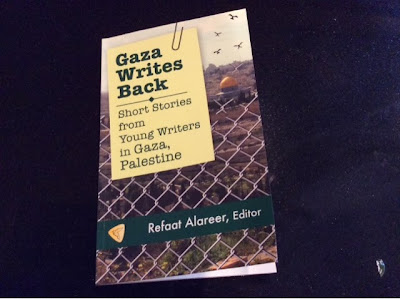 Gaza
Writes
Back
Short Stories
from
Young Writers
in Gaza,
Palestine
Refaat Alareer, Editor